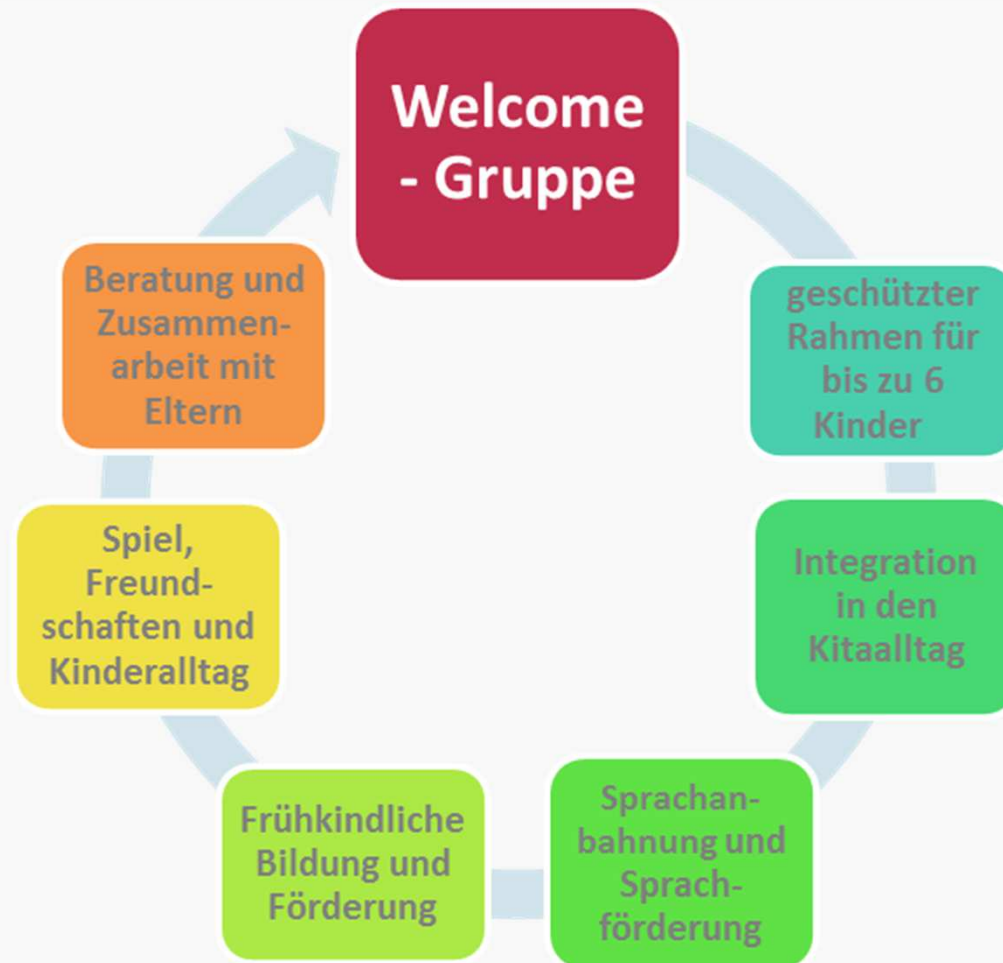 Welcome
- Gruppe
geschützter
Rahmen für
bis zu 6
Kinder
Integration
in den
Kitaalltag
Sprachan-
bahnung und
Sprach-
förderung
Frühkindliche
Bildung und
Förderung
Spiel,
Freund-
schaften und
Kinderalltag
Beratung und
Zusammen-
arbeit mit
Eltern